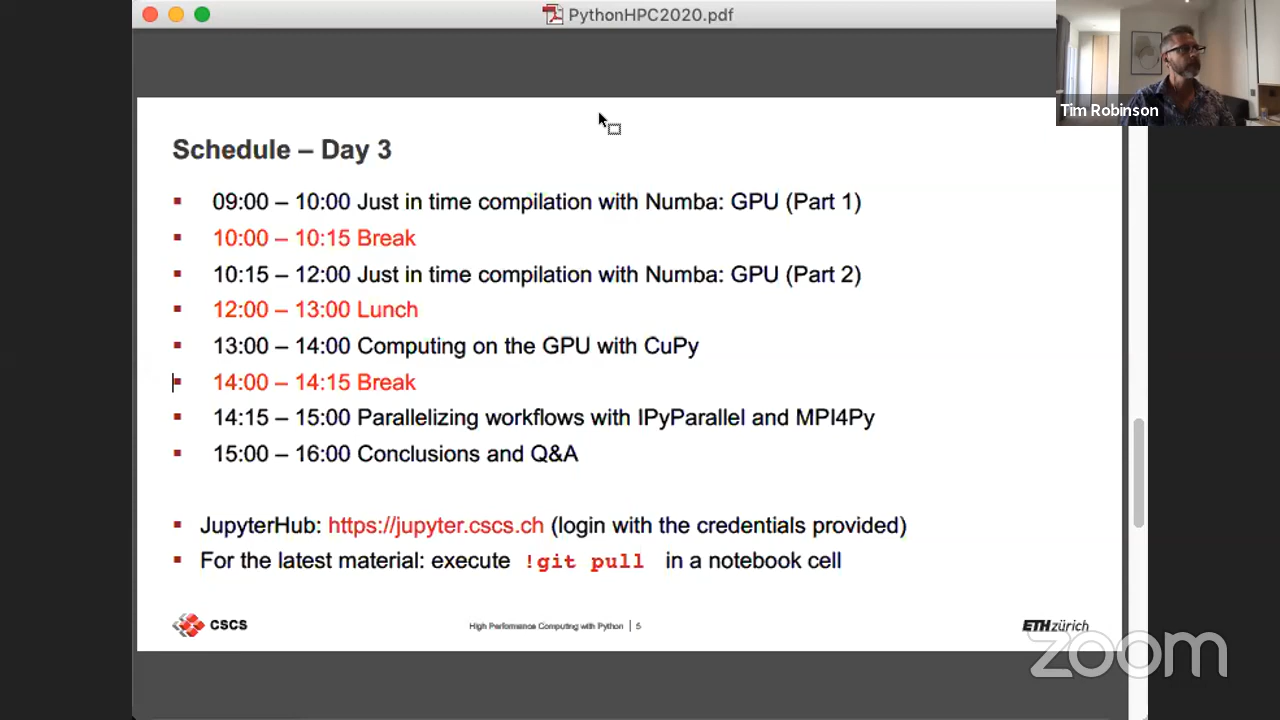 PythonHPC2020.pdf
Tim Robinson
Schedule – Day 3
09:00 – 10:00 Just in time compilation with Numba: GPU (Part 1)
10:00 – 10:15 Break
10:15 – 12:00 Just in time compilation with Numba: GPU (Part 2)
12:00 – 13:00 Lunch
13:00 – 14:00 Computing on the GPU with CuPy
14:00 – 14:15 Break
14:15 – 15:00 Parallelizing workflows with IPyParallel and MPI4Py
15:00 – 16:00 Conclusions and Q&A
JupyterHub: https://jupyter.cscs.ch (login with the credentials provided)
For the latest material: execute !git pull in a notebook cell
CSCS
High Performance Computing with Python | 5
ETH zürich
zoom